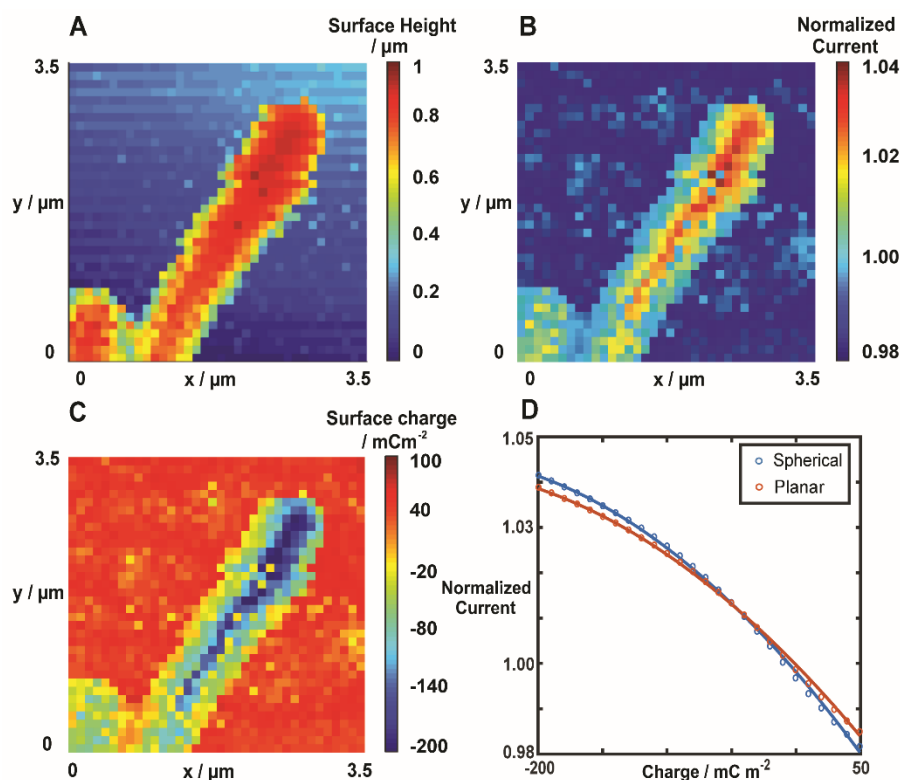 A
Surface Height
/ µm
3.5
y / µm
0
0
x / µm
3.5
1
0.8
0.6
0.4
0.2
0
B
Normalized
Current
3.5
y / µm
0
0
x / µm
3.5
1.04
1.02
1.00
0.98
C
Surface charge
/ mCm⁻²
3.5
y / µm
0
0
x / µm
3.5
100
40
-20
-80
-140
-200
D
1.05
1.03
Normalized
Current
1.00
0.98
-200
Charge / mC m⁻²
50
Spherical
Planar